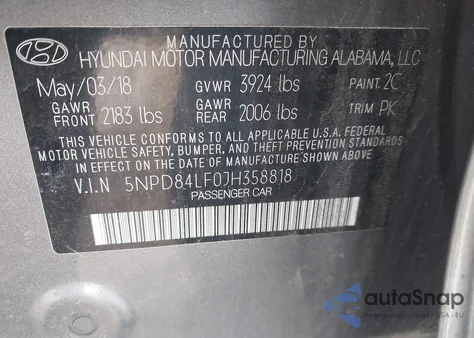 MANUFACTURED BY
HYUNDAI MOTOR MANUFACTURING ALABAMA, LLC
May/03/18 GVWR 3924 lbs PAINT 2C
GAWR FRONT 2183 lbs GAWR REAR 2006 lbs TRIM PK
THIS VEHICLE CONFORMS TO ALL APPLICABLE U.S.A. FEDERAL
MOTOR VEHICLE SAFETY, BUMPER, AND THEFT PREVENTION STANDARDS
IN EFFECT ON THE DATE OF MANUFACTURE SHOWN ABOVE.
V.I.N 5NPD84LF0JH358818
PASSENGER CAR
autoSnap